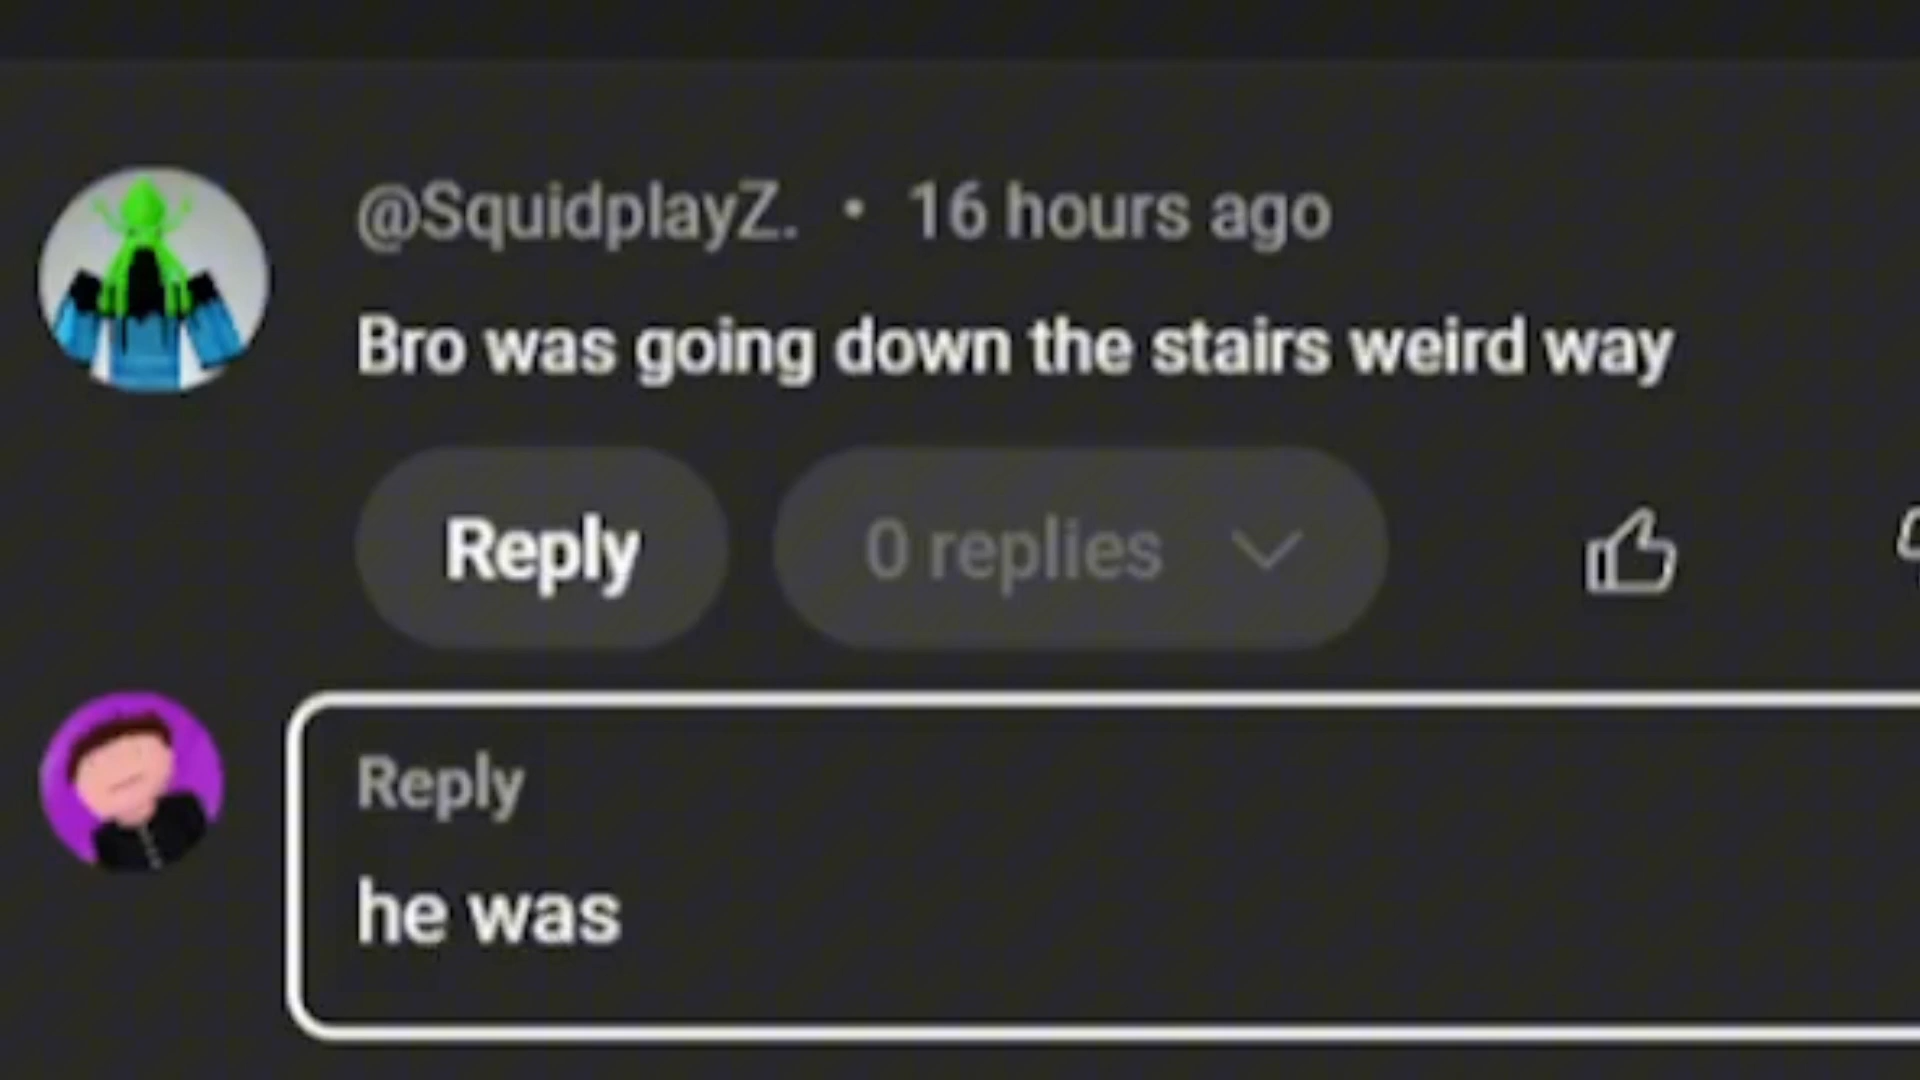 @SquidplayZ. • 16 hours ago
Bro was going down the stairs weird way
Reply
0 replies
Reply
he was